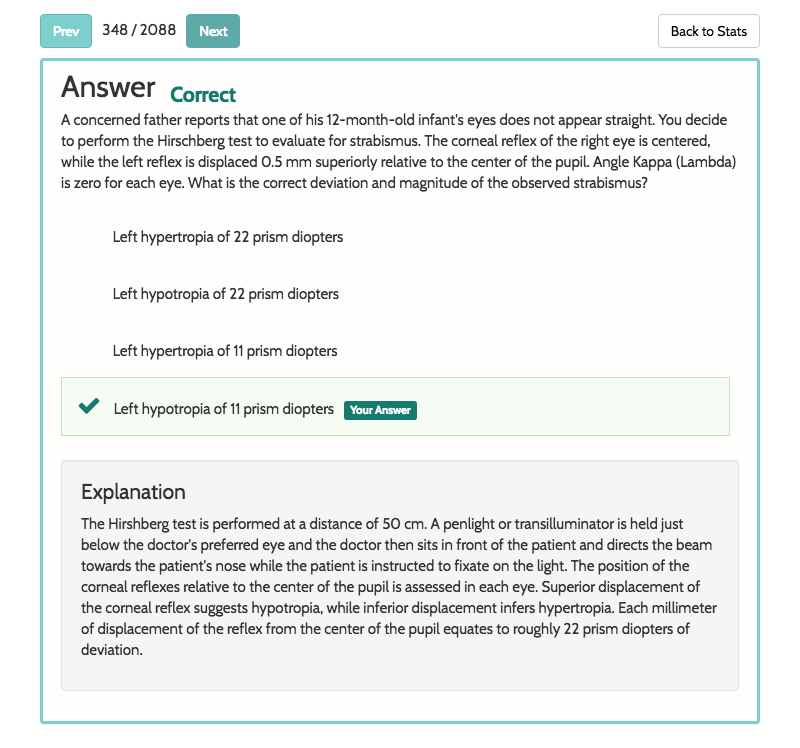 Prev 348 / 2088 Next Back to Stats
Answer Correct
A concerned father reports that one of his 12-month-old infant's eyes does not appear straight. You decide
to perform the Hirschberg test to evaluate for strabismus. The corneal reflex of the right eye is centered,
while the left reflex is displaced 0.5 mm superiorly relative to the center of the pupil. Angle Kappa (Lambda)
is zero for each eye. What is the correct deviation and magnitude of the observed strabismus?
Left hypertropia of 22 prism diopters
Left hypotropia of 22 prism diopters
Left hypertropia of 11 prism diopters
Left hypotropia of 11 prism diopters Your Answer
Explanation
The Hirshberg test is performed at a distance of 50 cm. A penlight or transilluminator is held just
below the doctor's preferred eye and the doctor then sits in front of the patient and directs the beam
towards the patient's nose while the patient is instructed to fixate on the light. The position of the
corneal reflexes relative to the center of the pupil is assessed in each eye. Superior displacement of
the corneal reflex suggests hypotropia, while inferior displacement infers hypertropia. Each millimeter
of displacement of the reflex from the center of the pupil equates to roughly 22 prism diopters of
deviation.